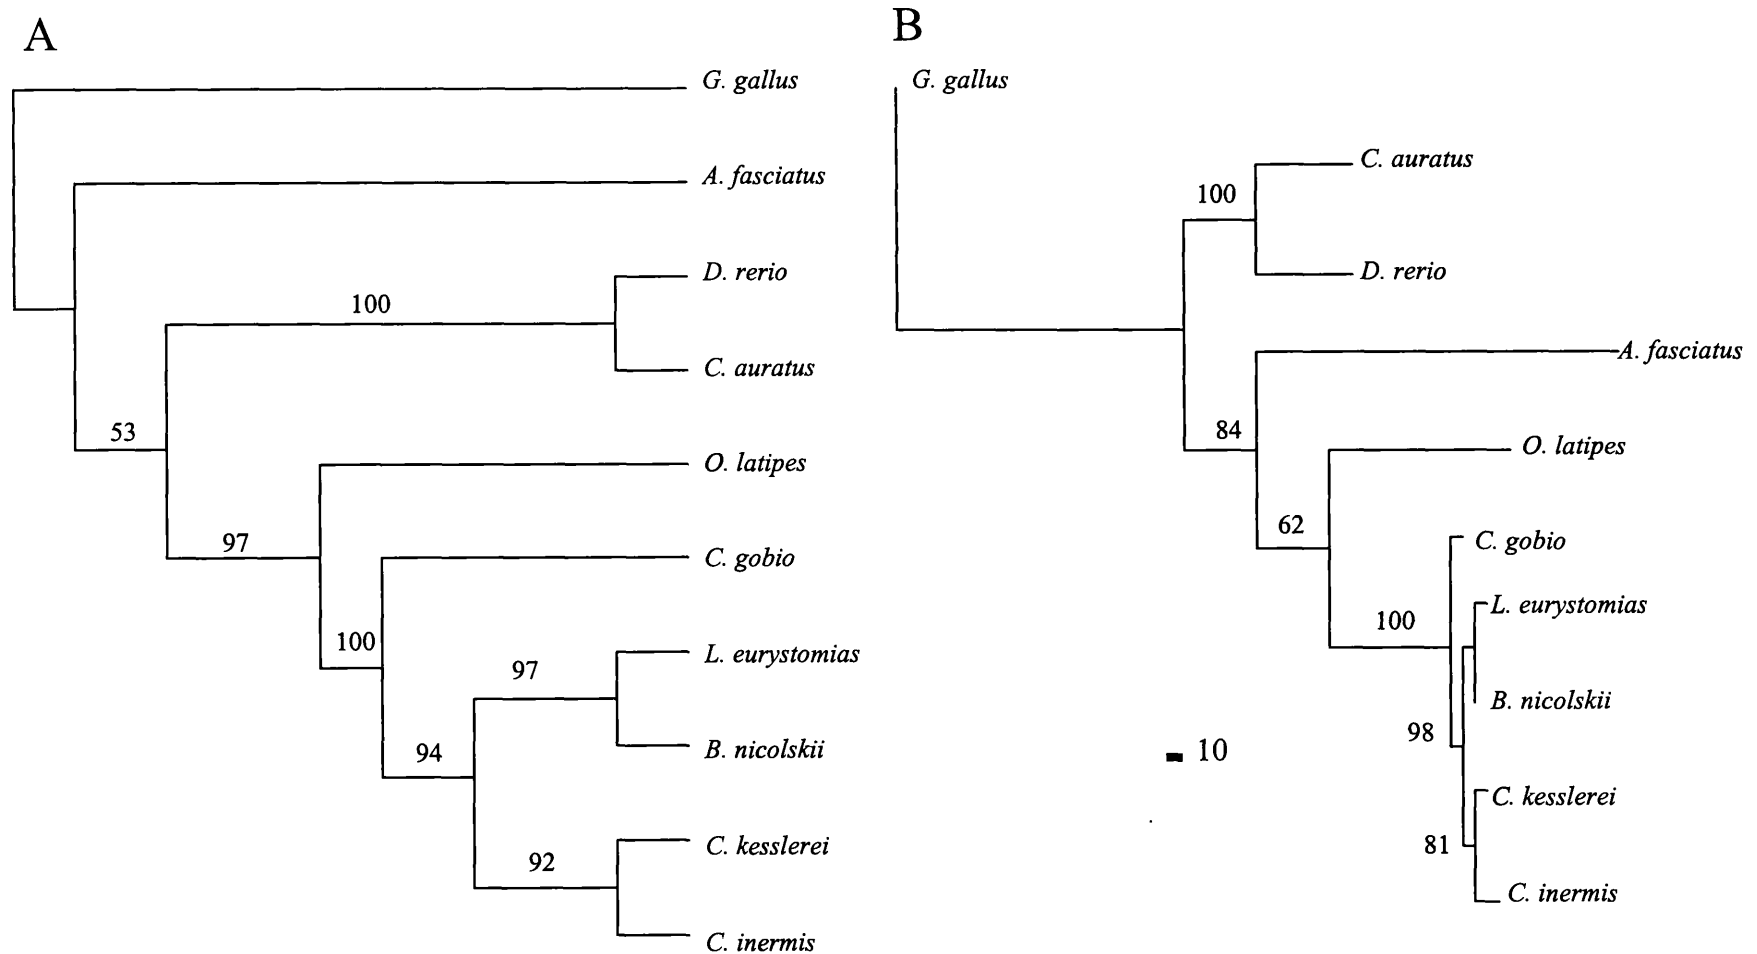 A
G. gallus
A. fasciatus
D. rerio
100
C. auratus
53
O. latipes
97
C. gobio
100
97
L. eurystomias
94
B. nicolskii
92
C. kesslerei
C. inermis
B
G. gallus
C. auratus
100
D. rerio
A. fasciatus
84
O. latipes
62
C. gobio
100
L. eurystomias
B. nicolskii
98
10
C. kesslerei
81
C. inermis